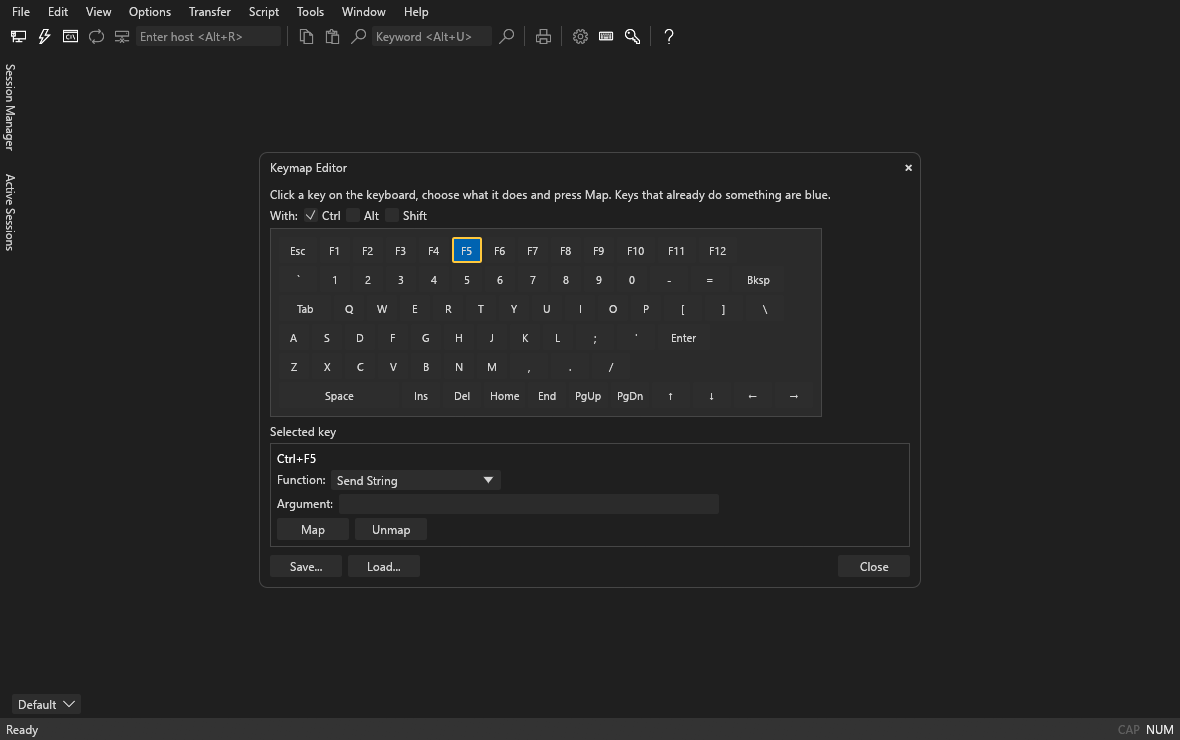 File Edit View Options Transfer Script Tools Window Help
Enter host <Alt+R> Keyword <Alt+U> ?
Session Manager
Active Sessions
Keymap Editor ×
Click a key on the keyboard, choose what it does and press Map. Keys that already do something are blue.
With: Ctrl Alt Shift
Esc F1 F2 F3 F4 F5 F6 F7 F8 F9 F10 F11 F12
` 1 2 3 4 5 6 7 8 9 0 - = Bksp
Tab Q W E R T Y U I O P [ ] \
A S D F G H J K L ; ' Enter
Z X C V B N M , . /
Space Ins Del Home End PgUp PgDn ↑ ↓ ← →
Selected key
Ctrl+F5
Function: Send String
Argument:
Map Unmap
Save... Load... Close
Default
Ready CAP NUM